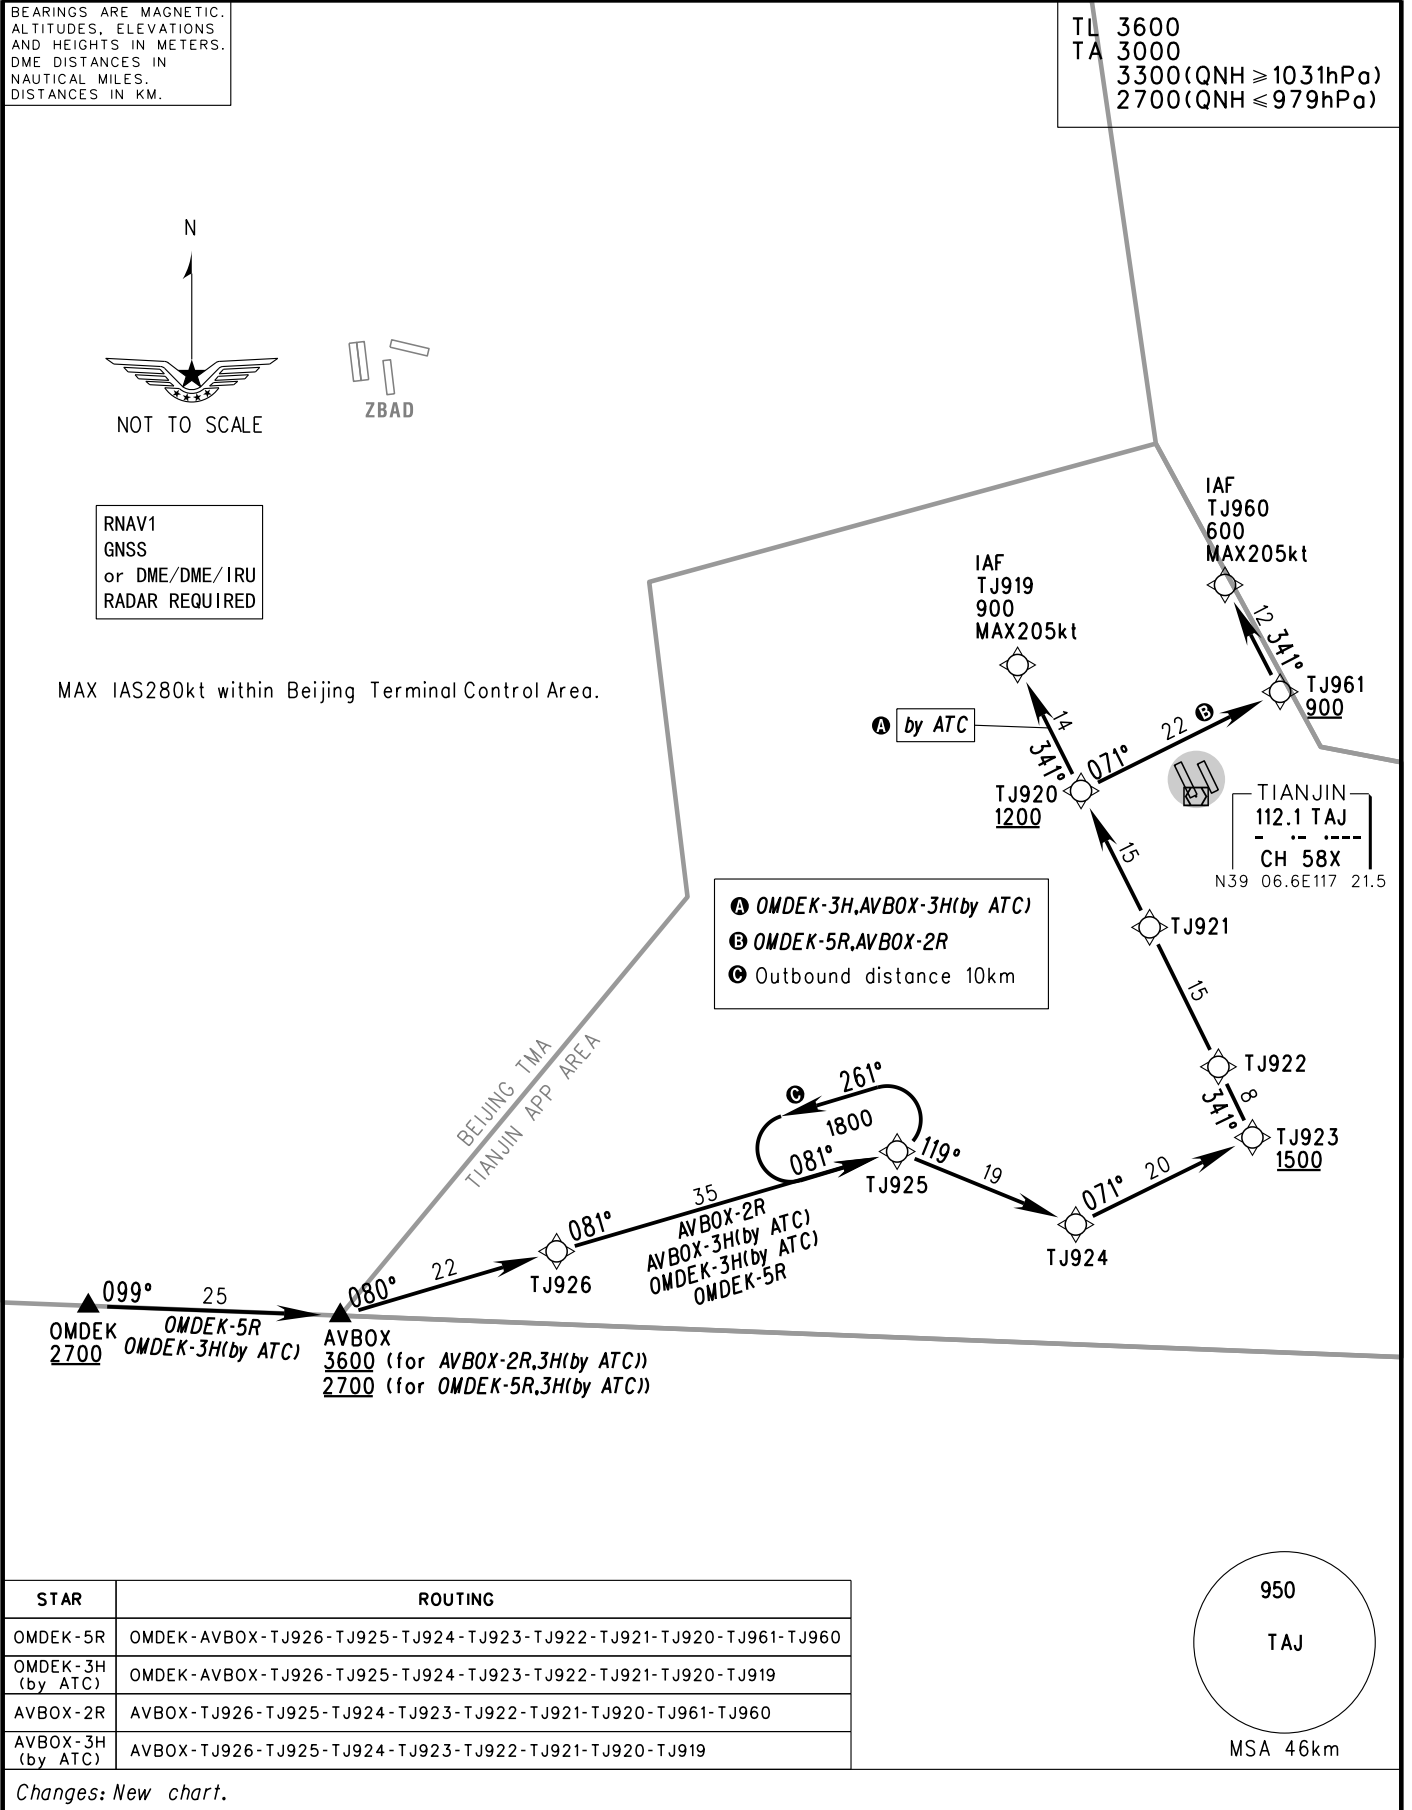 BEARINGS ARE MAGNETIC.
ALTITUDES, ELEVATIONS
AND HEIGHTS IN METERS.
DME DISTANCES IN
NAUTICAL MILES.
DISTANCES IN KM.
TL 3600
TA 3000
3300(QNH ≥ 1031hPa)
2700(QNH ≤ 979hPa)
N
NOT TO SCALE
ZBAD
RNAV1
GNSS
or DME/DME/IRU
RADAR REQUIRED
MAX IAS280kt within Beijing Terminal Control Area.
IAF
TJ960
600
MAX205kt
12 341°
TJ961
900
IAF
TJ919
900
MAX205kt
A by ATC
14
341°
071° 22 B
TJ920
1200
TIANJIN
112.1 TAJ
- ·- ·---
CH 58X
N39 06.6E117 21.5
15
TJ921
15
A OMDEK-3H,AVBOX-3H(by ATC)
B OMDEK-5R,AVBOX-2R
C Outbound distance 10km
TJ922
8
341°
TJ923
1500
BEIJING TMA
TIANJIN APP AREA
C 261°
1800
081°
TJ925
119° 19
071° 20
TJ924
081° 35
AVBOX-2R
AVBOX-3H(by ATC)
OMDEK-3H(by ATC)
OMDEK-5R
TJ926
080° 22
099° 25
OMDEK-5R
OMDEK-3H(by ATC)
OMDEK
2700
AVBOX
3600 (for AVBOX-2R,3H(by ATC))
2700 (for OMDEK-5R,3H(by ATC))
STAR ROUTING
OMDEK-5R OMDEK-AVBOX-TJ926-TJ925-TJ924-TJ923-TJ922-TJ921-TJ920-TJ961-TJ960
OMDEK-3H
(by ATC) OMDEK-AVBOX-TJ926-TJ925-TJ924-TJ923-TJ922-TJ921-TJ920-TJ919
AVBOX-2R AVBOX-TJ926-TJ925-TJ924-TJ923-TJ922-TJ921-TJ920-TJ961-TJ960
AVBOX-3H
(by ATC) AVBOX-TJ926-TJ925-TJ924-TJ923-TJ922-TJ921-TJ920-TJ919
950
TAJ
MSA 46km
Changes: New chart.